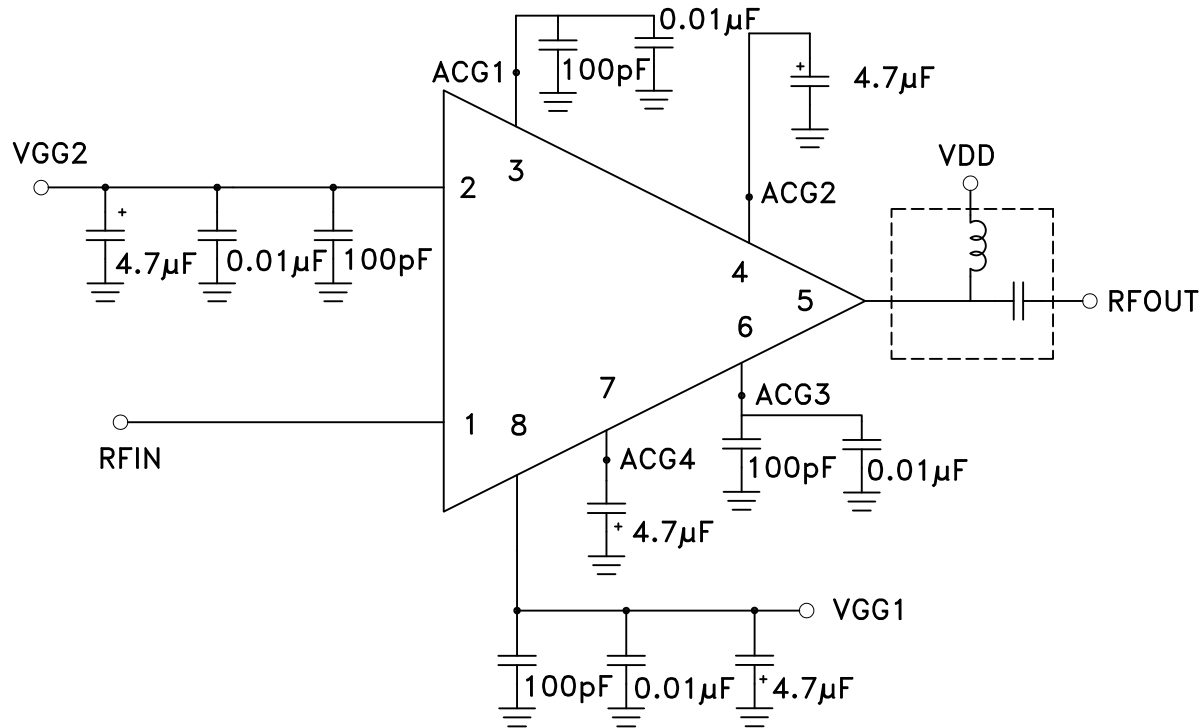 0.01µF
100pF
ACG1
+
4.7µF
VGG2
3
VDD
2
ACG2
+
4.7µF
0.01µF
100pF
4
5
RFOUT
6
7
ACG3
1
8
RFIN
ACG4
100pF
0.01µF
+
4.7µF
VGG1
100pF
0.01µF
+
4.7µF